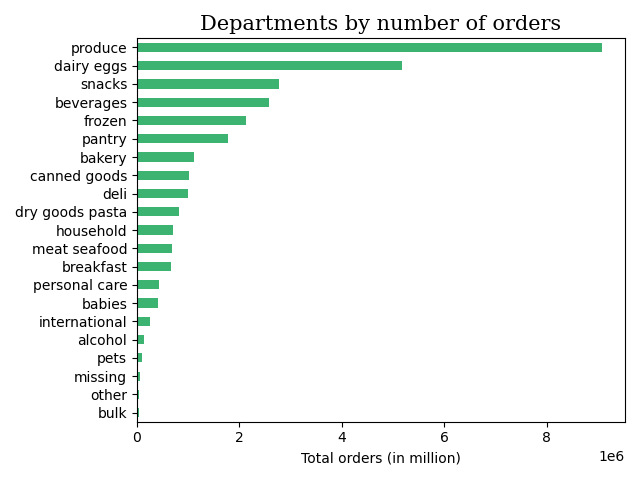 Departments by number of orders
produce
dairy eggs
snacks
beverages
frozen
pantry
bakery
canned goods
deli
dry goods pasta
household
meat seafood
breakfast
personal care
babies
international
alcohol
pets
missing
other
bulk
0 2 4 6 8
Total orders (in million) 1e6